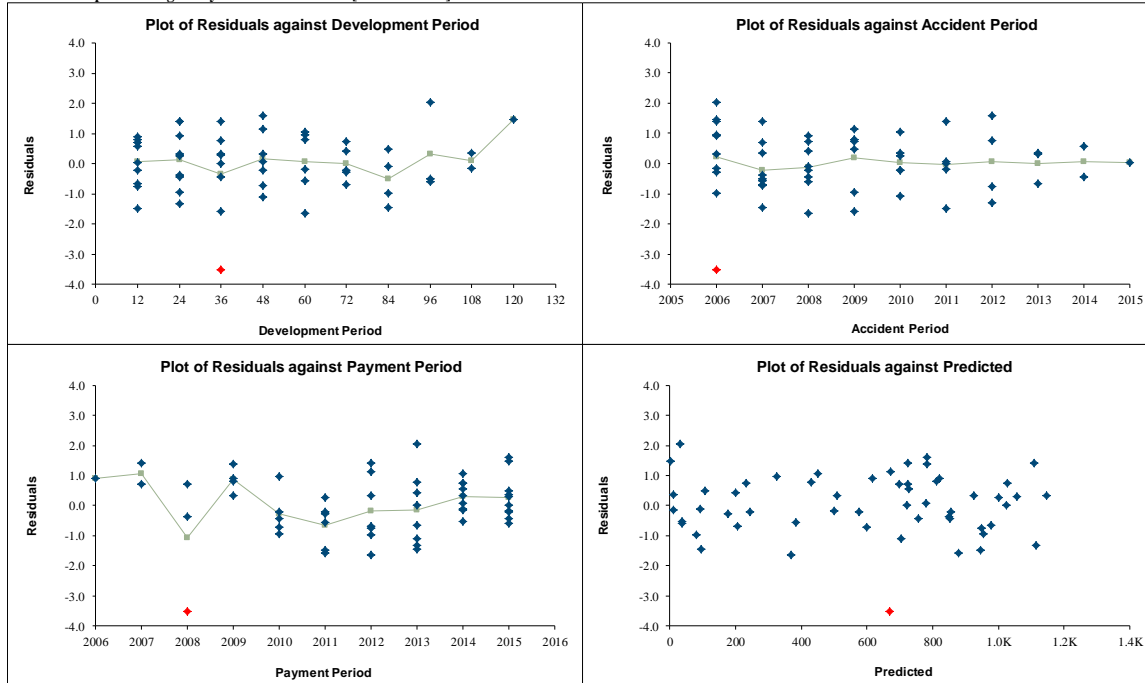 Plot of Residuals against Development Period
4.0
3.0
2.0
1.0
0.0
-1.0
-2.0
-3.0
-4.0
Residuals
0 12 24 36 48 60 72 84 96 108 120 132
Development Period
Plot of Residuals against Accident Period
4.0
3.0
2.0
1.0
0.0
-1.0
-2.0
-3.0
-4.0
Residuals
2005 2006 2007 2008 2009 2010 2011 2012 2013 2014 2015
Accident Period
Plot of Residuals against Payment Period
4.0
3.0
2.0
1.0
0.0
-1.0
-2.0
-3.0
-4.0
Residuals
2006 2007 2008 2009 2010 2011 2012 2013 2014 2015 2016
Payment Period
Plot of Residuals against Predicted
4.0
3.0
2.0
1.0
0.0
-1.0
-2.0
-3.0
-4.0
Residuals
0 200 400 600 800 1.0K 1.2K 1.4K
Predicted